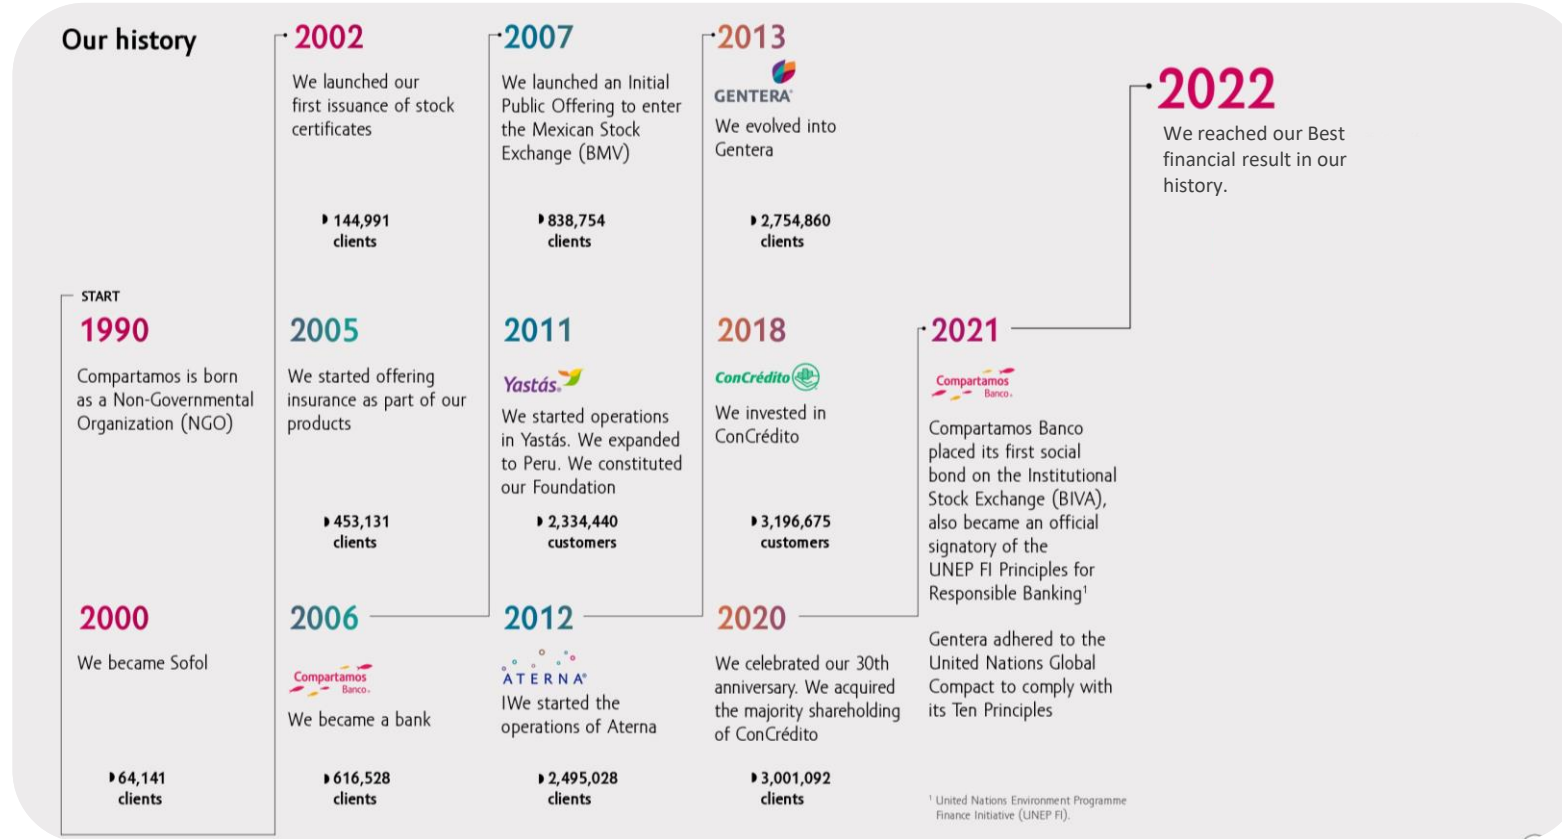 Our history
START
1990
Compartamos is born
as a Non-Governmental
Organization (NGO)
2000
We became Sofol
64,141
clients
2002
We launched our
first issuance of stock
certificates
144,991
clients
2005
We started offering
insurance as part of our
products
453,131
clients
2006
Compartamos
Banco
We became a bank
616,528
clients
2007
We launched an Initial
Public Offering to enter
the Mexican Stock
Exchange (BMV)
838,754
clients
2011
Yastás.
We started operations
in Yastás. We expanded
to Peru. We constituted
our Foundation
2,334,440
customers
2012
ATERNA
IWe started the
operations of Aterna
2,495,028
clients
2013
GENTERA
We evolved into
Gentera
2,754,860
clients
2018
ConCrédito
We invested in
ConCrédito
3,196,675
customers
2020
We celebrated our 30th
anniversary. We acquired
the majority shareholding
of ConCrédito
3,001,092
clients
2021
Compartamos
Banco
Compartamos Banco
placed its first social
bond on the Institutional
Stock Exchange (BIVA),
also became an official
signatory of the
UNEP FI Principles for
Responsible Banking¹
Gentera adhered to the
United Nations Global
Compact to comply with
its Ten Principles
¹ United Nations Environment Programme
Finance Initiative (UNEP FI).
2022
We reached our Best
financial result in our
history.